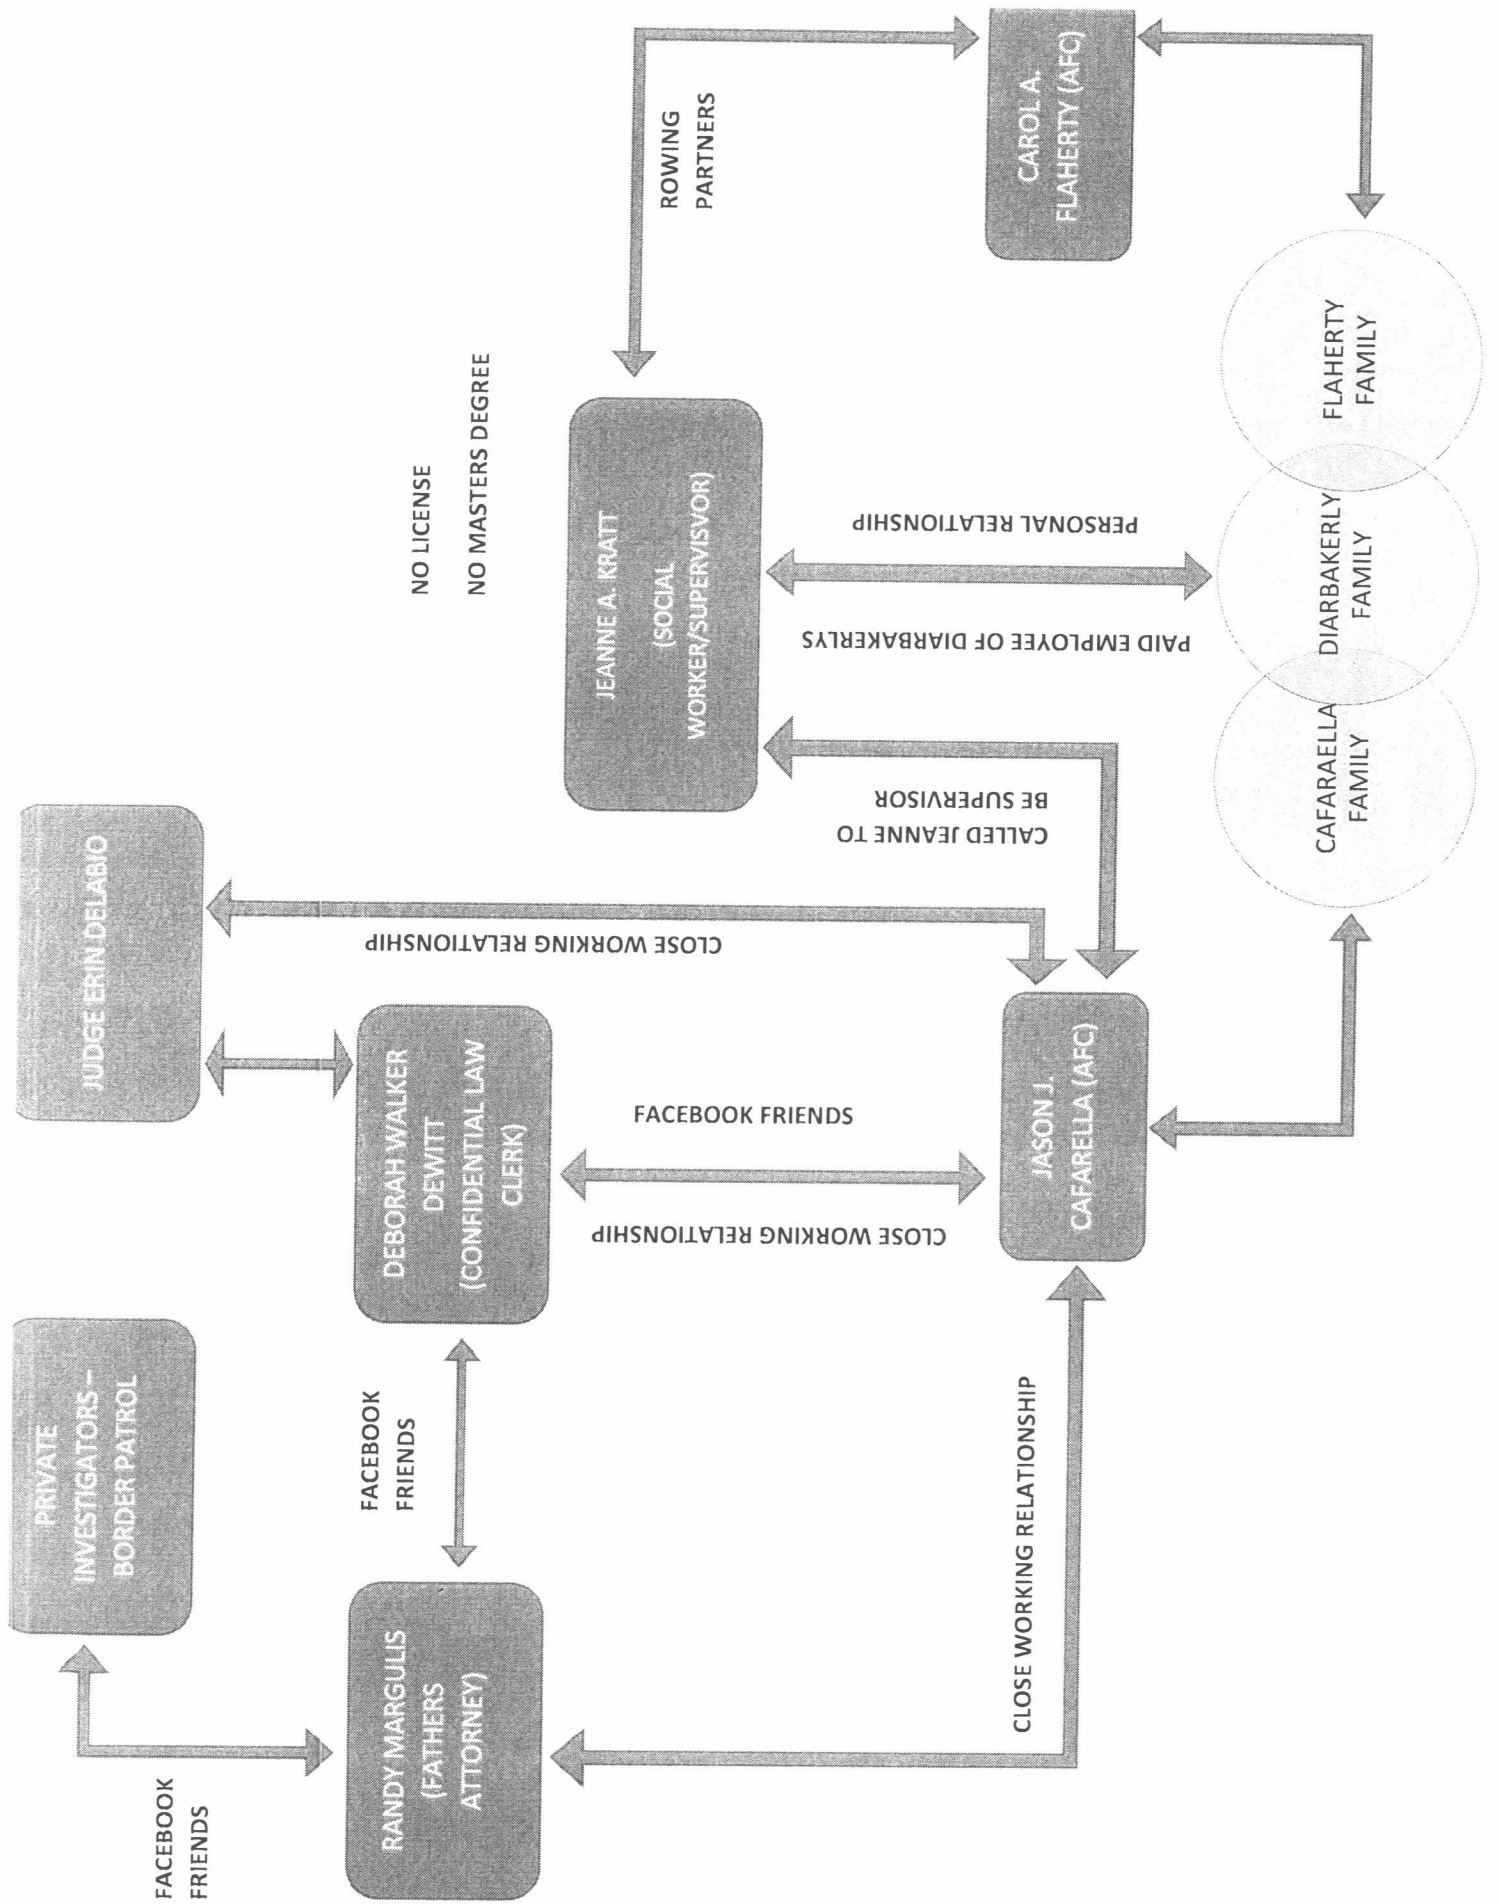 FACEBOOK
FRIENDS
PRIVATE
INVESTIGATORS –
BORDER PATROL
JUDGE ERIN DELABIO
RANDY MARGULIS
(FATHERS
ATTORNEY)
FACEBOOK
FRIENDS
DEBORAH WALKER
DEWITT
(CONFIDENTIAL LAW
CLERK)
CLOSE WORKING RELATIONSHIP
NO LICENSE
NO MASTERS DEGREE
JEANNE A. KRATT
(SOCIAL
WORKER/SUPERVISVOR)
ROWING
PARTNERS
CLOSE WORKING RELATIONSHIP
FACEBOOK FRIENDS
CALLED JEANNE TO
BE SUPERVISOR
PAID EMPLOYEE OF DIARBAKERLYS
PERSONAL RELATIONSHIP
CLOSE WORKING RELATIONSHIP
JASON J.
CAFARELLA (AFC)
CAROL A.
FLAHERTY (AFC)
CAFARAELLA
FAMILY
DIARBAKERLY
FAMILY
FLAHERTY
FAMILY